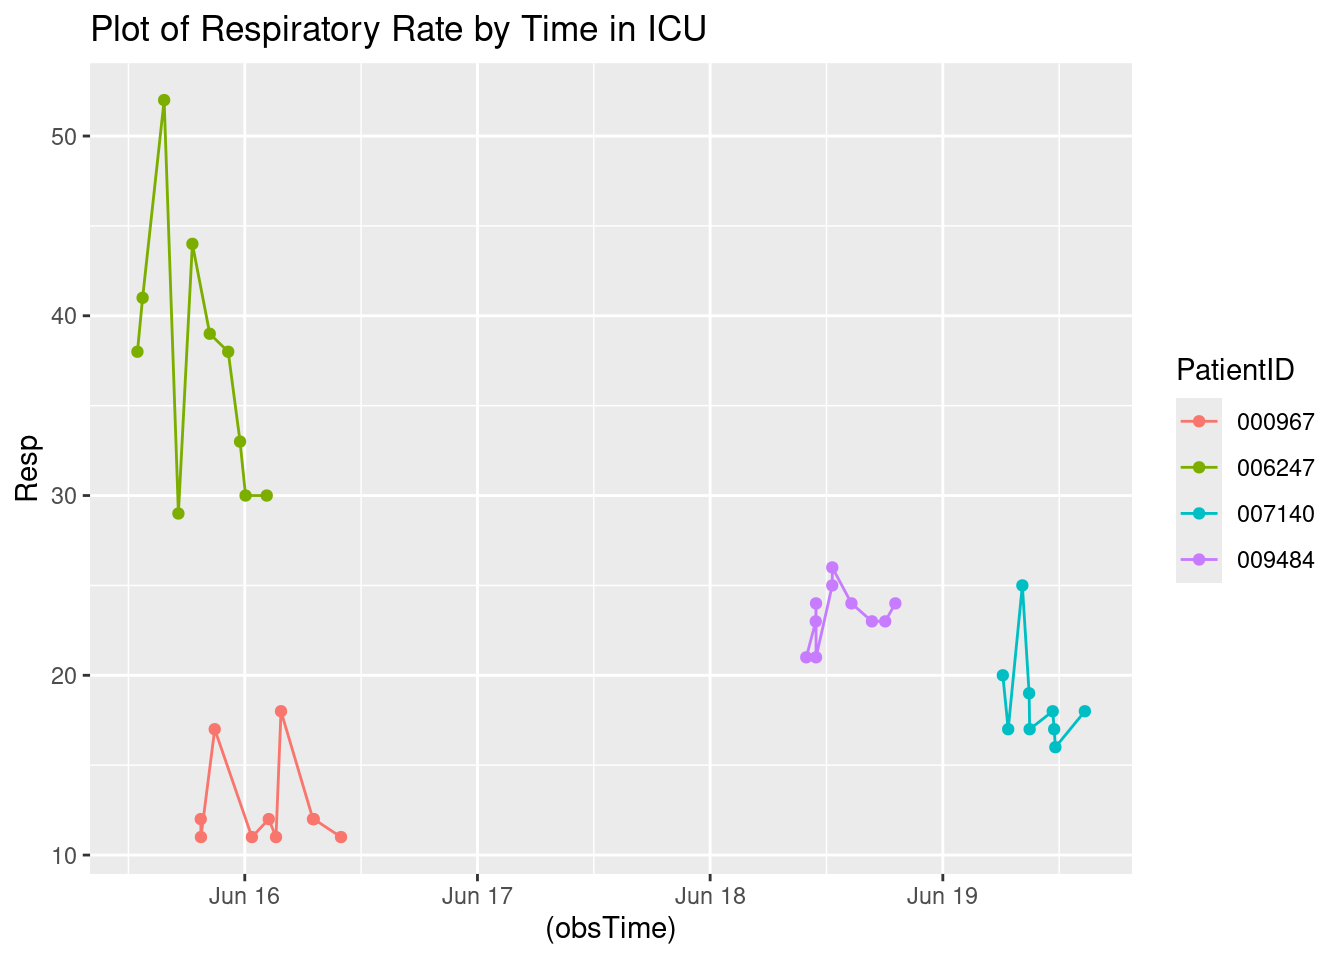 Plot of Respiratory Rate by Time in ICU
50
40
30
20
10
Resp
Jun 16
Jun 17
Jun 18
Jun 19
(obsTime)
PatientID
000967
006247
007140
009484